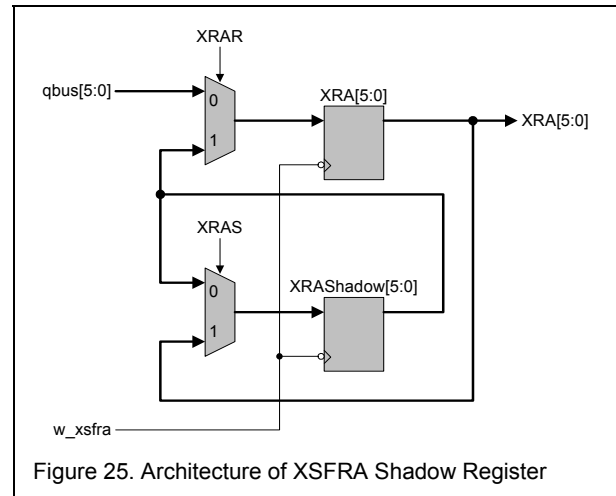 XRAR
qbus[5:0]
0
1
XRA[5:0]
XRA[5:0]
XRAS
0
1
XRAShadow[5:0]
w_xsfra
Figure 25. Architecture of XSFRA Shadow Register